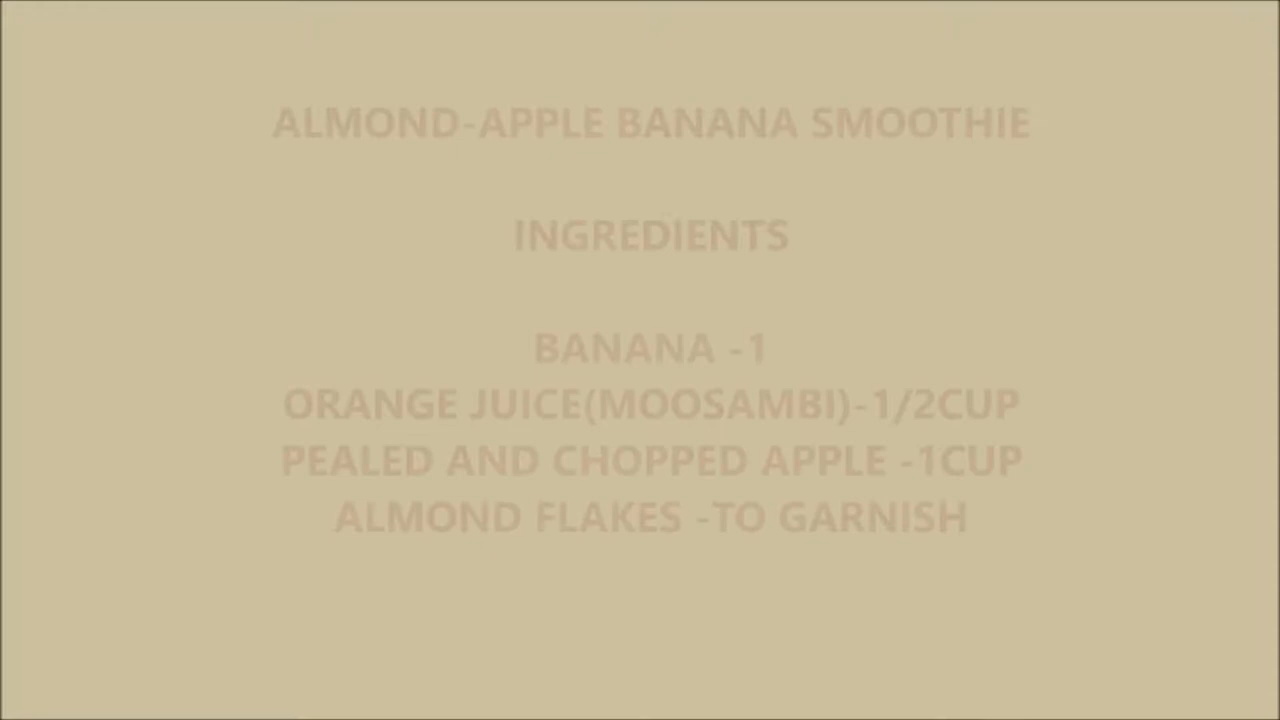 ALMOND-APPLE BANANA SMOOTHIE
INGREDIENTS
BANANA -1
ORANGE JUICE(MOOSAMBI)-1/2CUP
PEALED AND CHOPPED APPLE -1CUP
ALMOND FLAKES -TO GARNISH